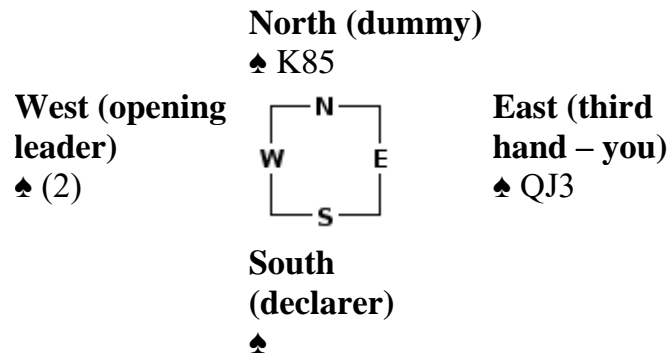 North (dummy)
♠ K85
West (opening
leader)
♠ (2)
N
W E
S
East (third
hand – you)
♠ QJ3
South
(declarer)
♠